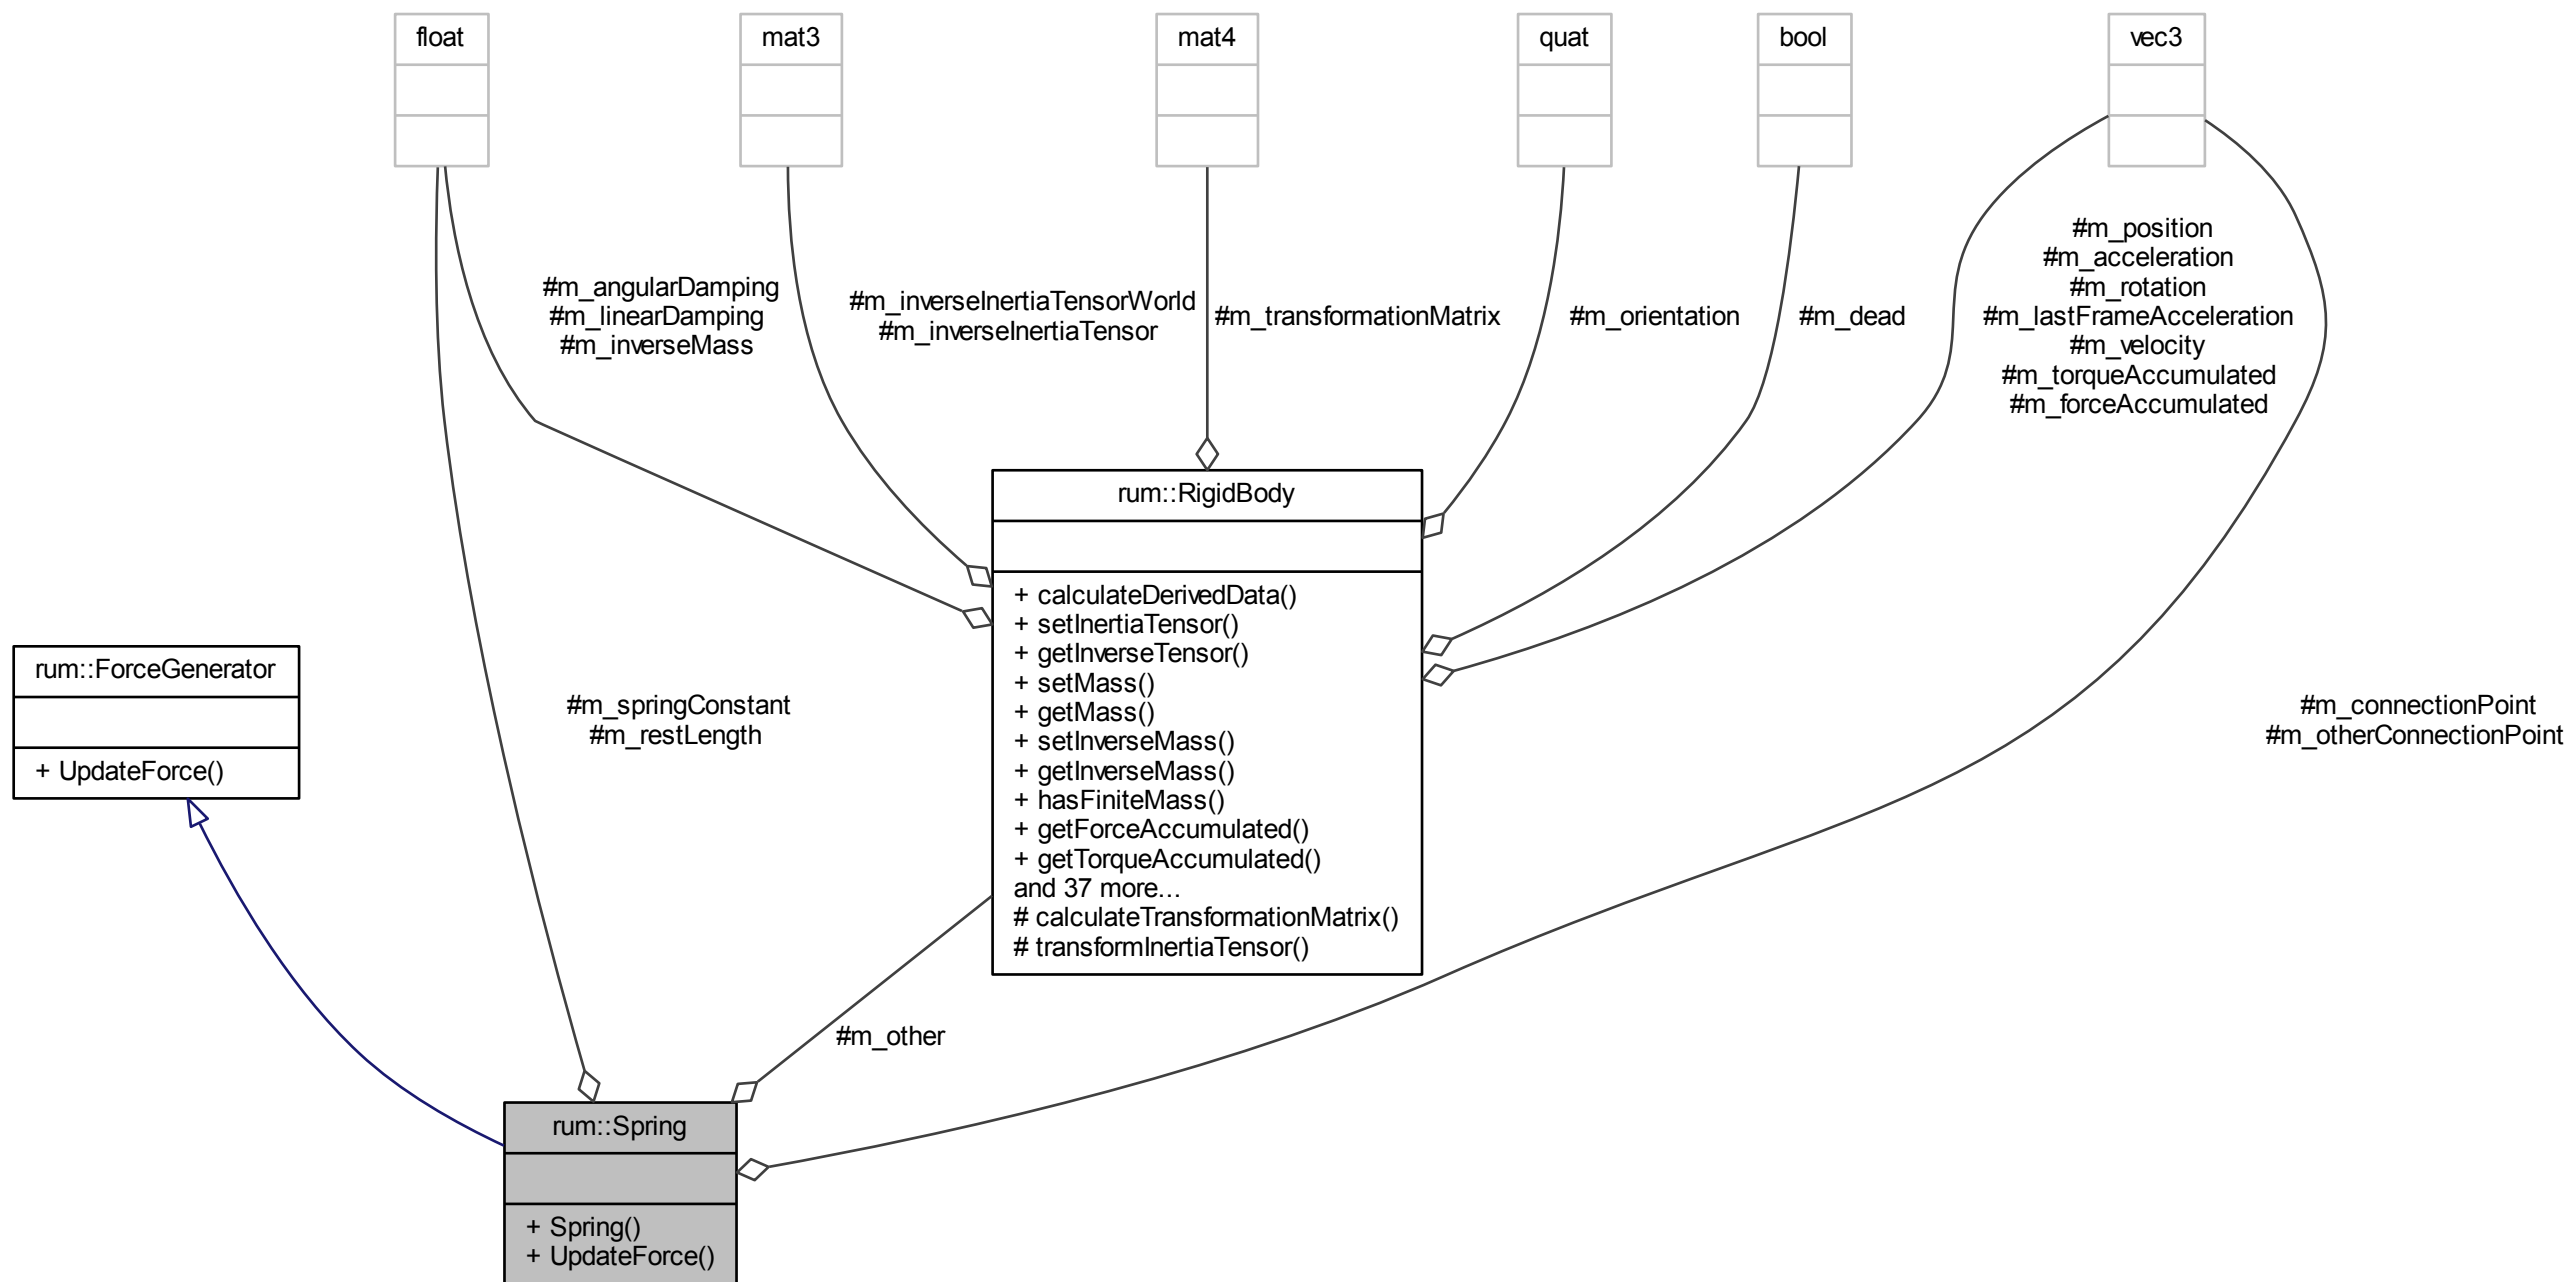 float
mat3
mat4
quat
bool
vec3
#m_angularDamping
#m_linearDamping
#m_inverseMass
#m_inverseInertiaTensorWorld
#m_inverseInertiaTensor
#m_transformationMatrix
#m_orientation
#m_dead
#m_position
#m_acceleration
#m_rotation
#m_lastFrameAcceleration
#m_velocity
#m_torqueAccumulated
#m_forceAccumulated
rum::RigidBody
+ calculateDerivedData()
+ setInertiaTensor()
+ getInverseTensor()
+ setMass()
+ getMass()
+ setInverseMass()
+ getInverseMass()
+ hasFiniteMass()
+ getForceAccumulated()
+ getTorqueAccumulated()
and 37 more...
# calculateTransformationMatrix()
# transformInertiaTensor()
rum::ForceGenerator
+ UpdateForce()
#m_springConstant
#m_restLength
#m_connectionPoint
#m_otherConnectionPoint
#m_other
rum::Spring
+ Spring()
+ UpdateForce()